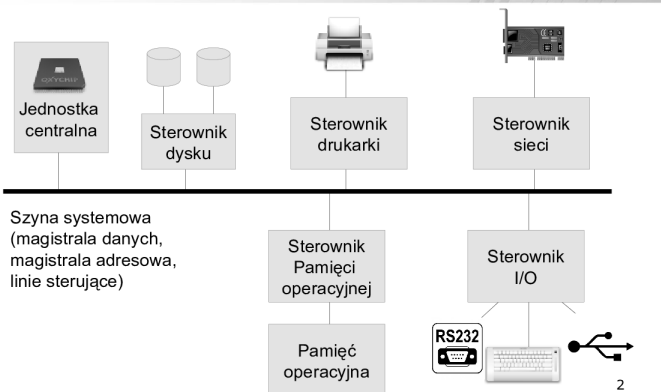 Jednostka
centralna
Sterownik
dysku
Sterownik
drukarki
Sterownik
sieci
Szyna systemowa
(magistrala danych,
magistrala adresowa,
linie sterujące)
Sterownik
Pamięci
operacyjnej
Sterownik
I/O
Pamięć
operacyjna
RS232
2